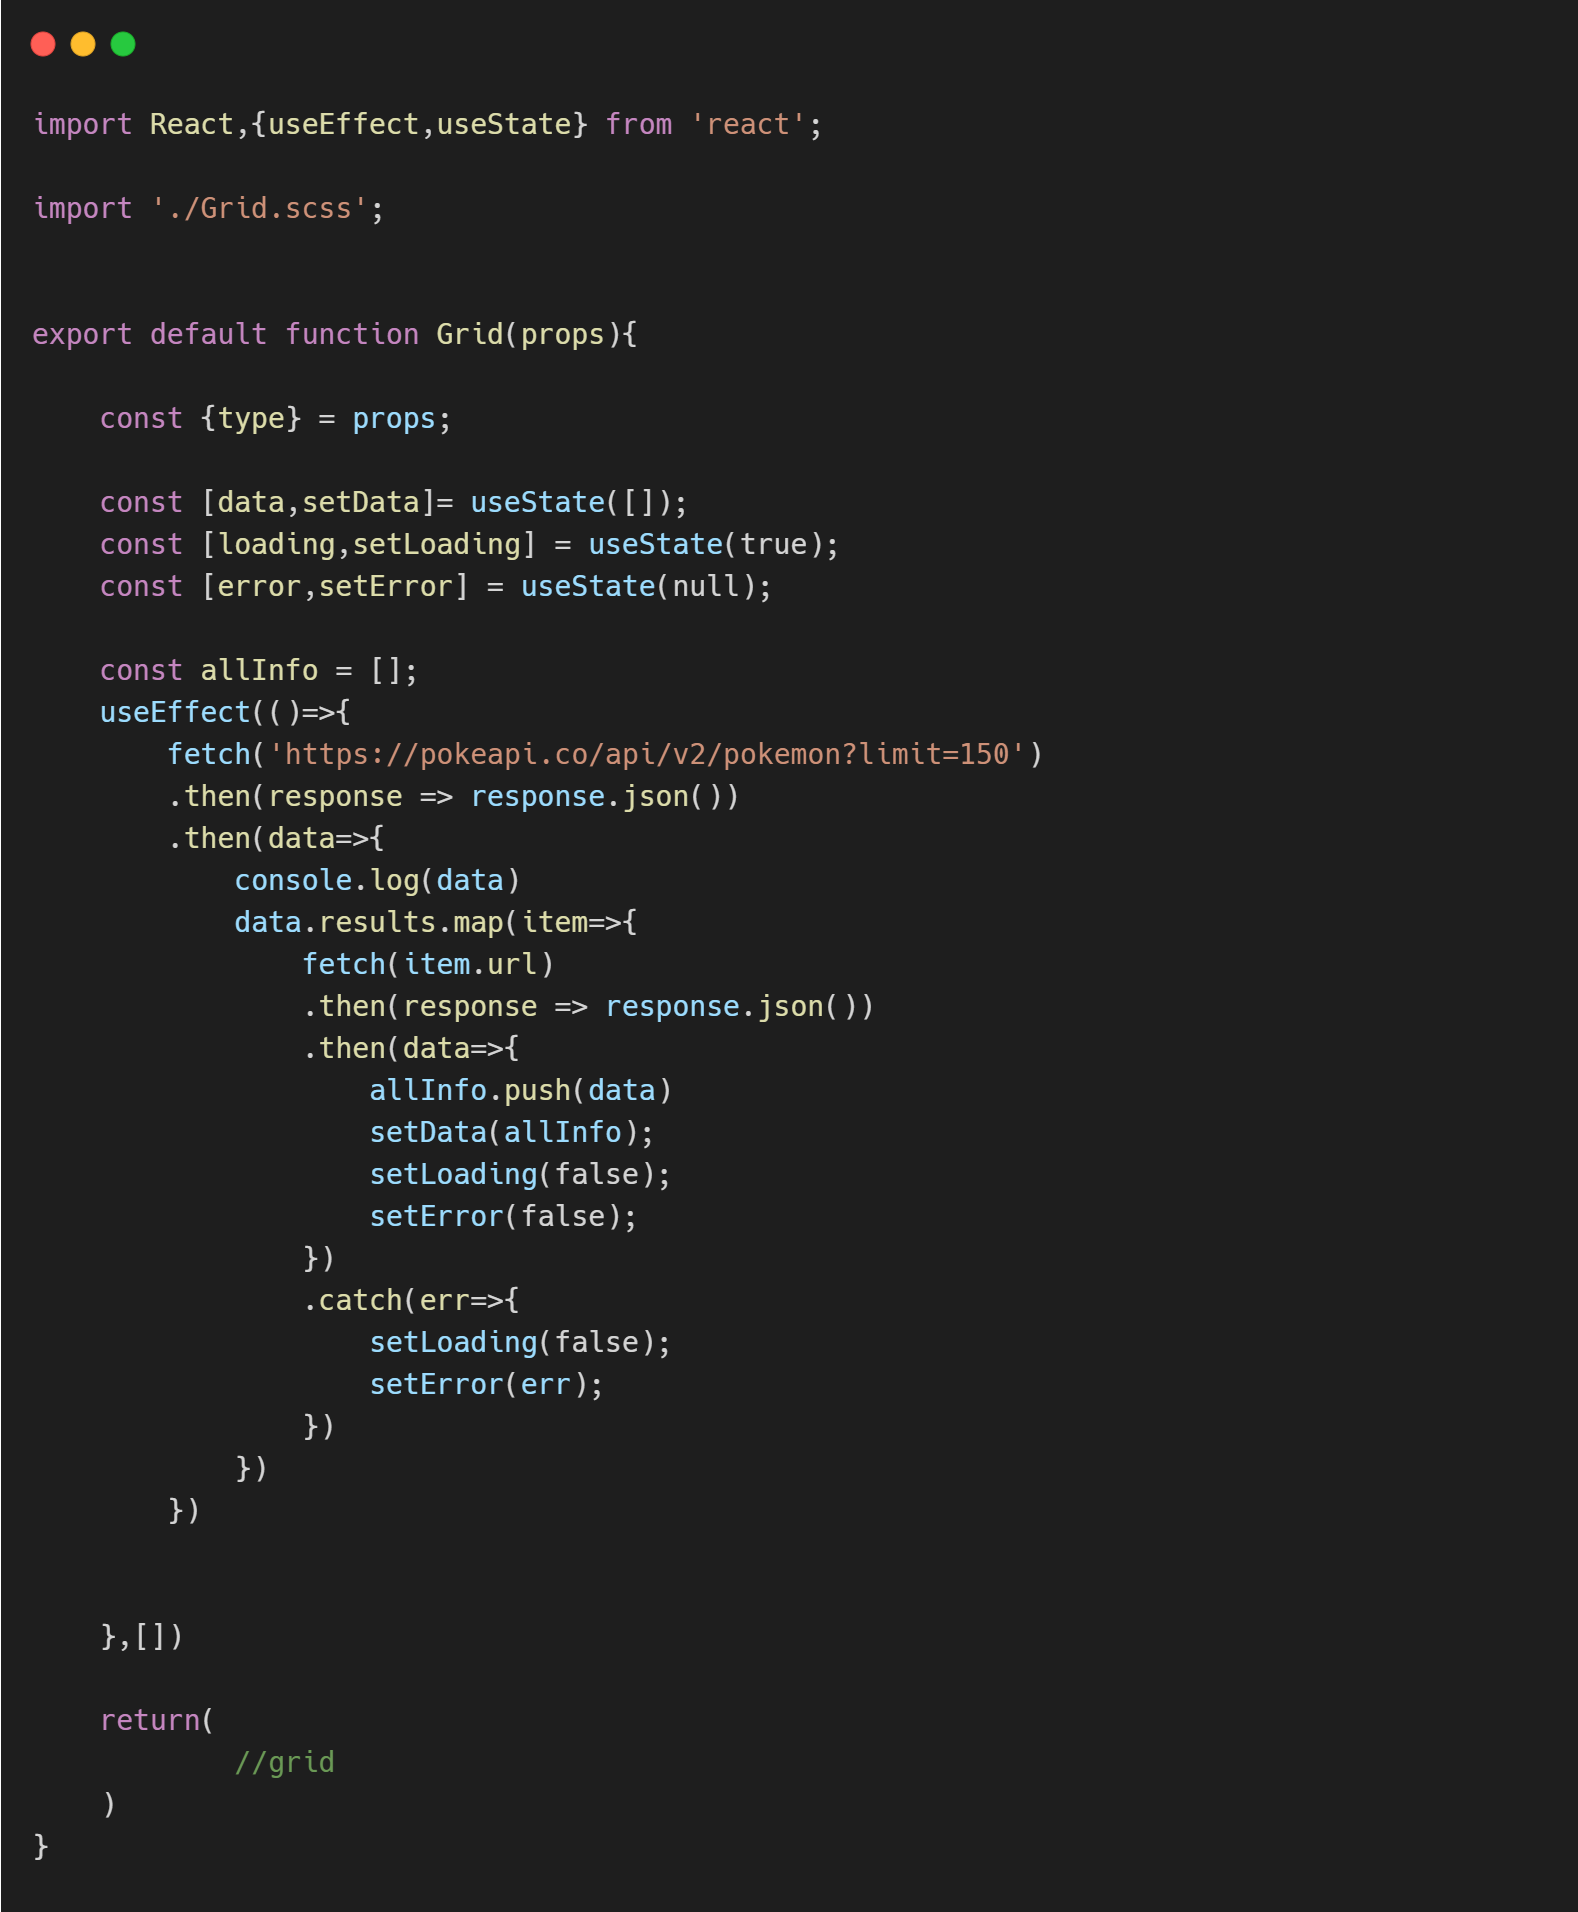 import React,{useEffect,useState} from 'react';
import './Grid.scss';
export default function Grid(props){
    const {type} = props;
    const [data,setData]= useState([]);
    const [loading,setLoading] = useState(true);
    const [error,setError] = useState(null);
    const allInfo = [];
    useEffect(()=>{
        fetch('https://pokeapi.co/api/v2/pokemon?limit=150')
        .then(response => response.json())
        .then(data=>{
            console.log(data)
            data.results.map(item=>{
                fetch(item.url)
                .then(response => response.json())
                .then(data=>{
                    allInfo.push(data)
                    setData(allInfo);
                    setLoading(false);
                    setError(false);
                })
                .catch(err=>{
                    setLoading(false);
                    setError(err);
                })
            })
        })
    },[])
    return(
            //grid
    )
}